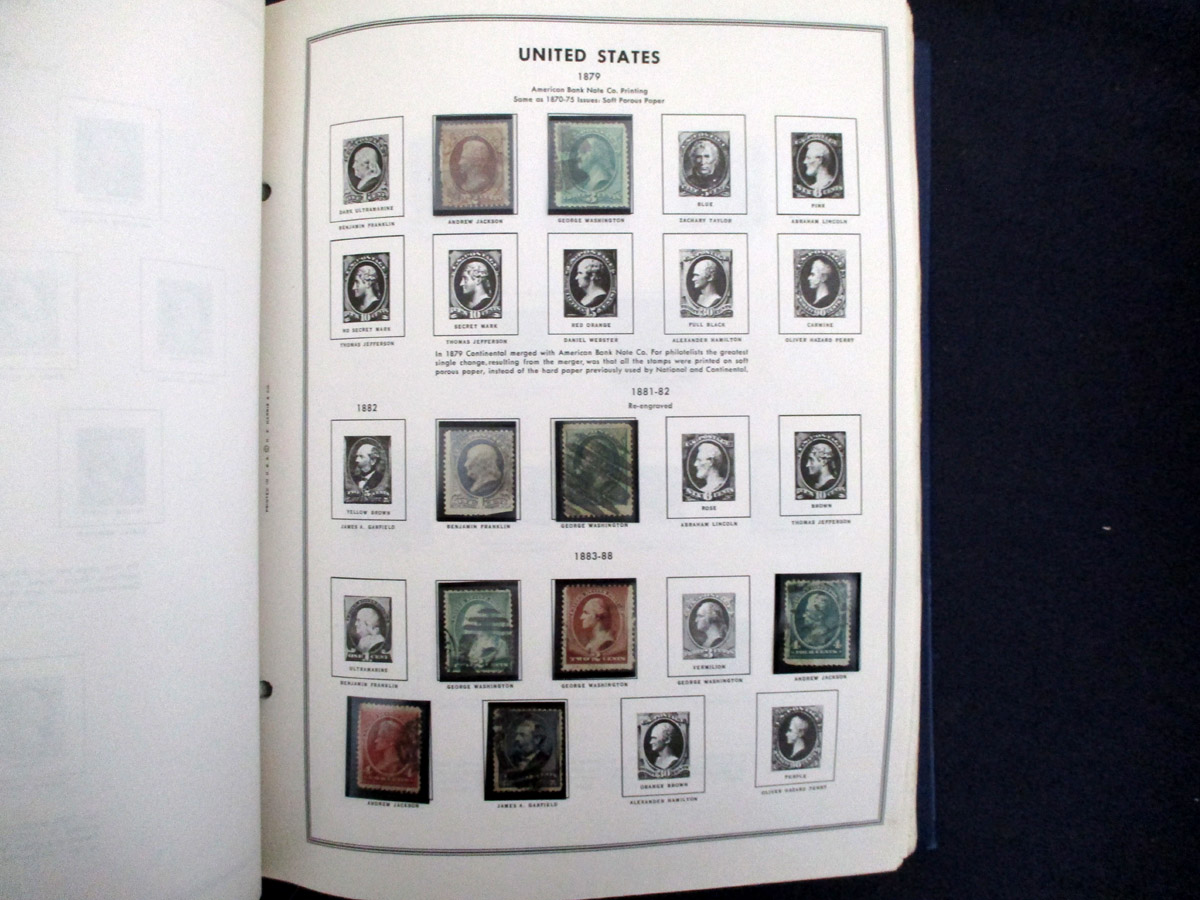 UNITED STATES
1879
American Bank Note Co. Printing
Same as 1870-75 Issues: Soft Porous Paper
DARK ULTRAMARINE
BENJAMIN FRANKLIN
ANDREW JACKSON
GEORGE WASHINGTON
BLUE
ZACHARY TAYLOR
PINK
ABRAHAM LINCOLN
NO SECRET MARK
THOMAS JEFFERSON
SECRET MARK
THOMAS JEFFERSON
RED ORANGE
DANIEL WEBSTER
FULL BLACK
ALEXANDER HAMILTON
CARMINE
OLIVER HAZARD PERRY
In 1879 Continental merged with American Bank Note Co. For philatelists the greatest
single change, resulting from the merger, was that all the stamps were printed on soft
porous paper, instead of the hard paper previously used by National and Continental.
1882
1881-82
Re-engraved
YELLOW BROWN
JAMES A. GARFIELD
BENJAMIN FRANKLIN
GEORGE WASHINGTON
ROSE
ABRAHAM LINCOLN
BROWN
THOMAS JEFFERSON
1883-88
ONE CENT
ULTRAMARINE
BENJAMIN FRANKLIN
GEORGE WASHINGTON
TWO 2 CENTS
GEORGE WASHINGTON
VERMILION
GEORGE WASHINGTON
ANDREW JACKSON
ANDREW JACKSON
JAMES A. GARFIELD
30
ORANGE BROWN
ALEXANDER HAMILTON
PURPLE
OLIVER HAZARD PERRY